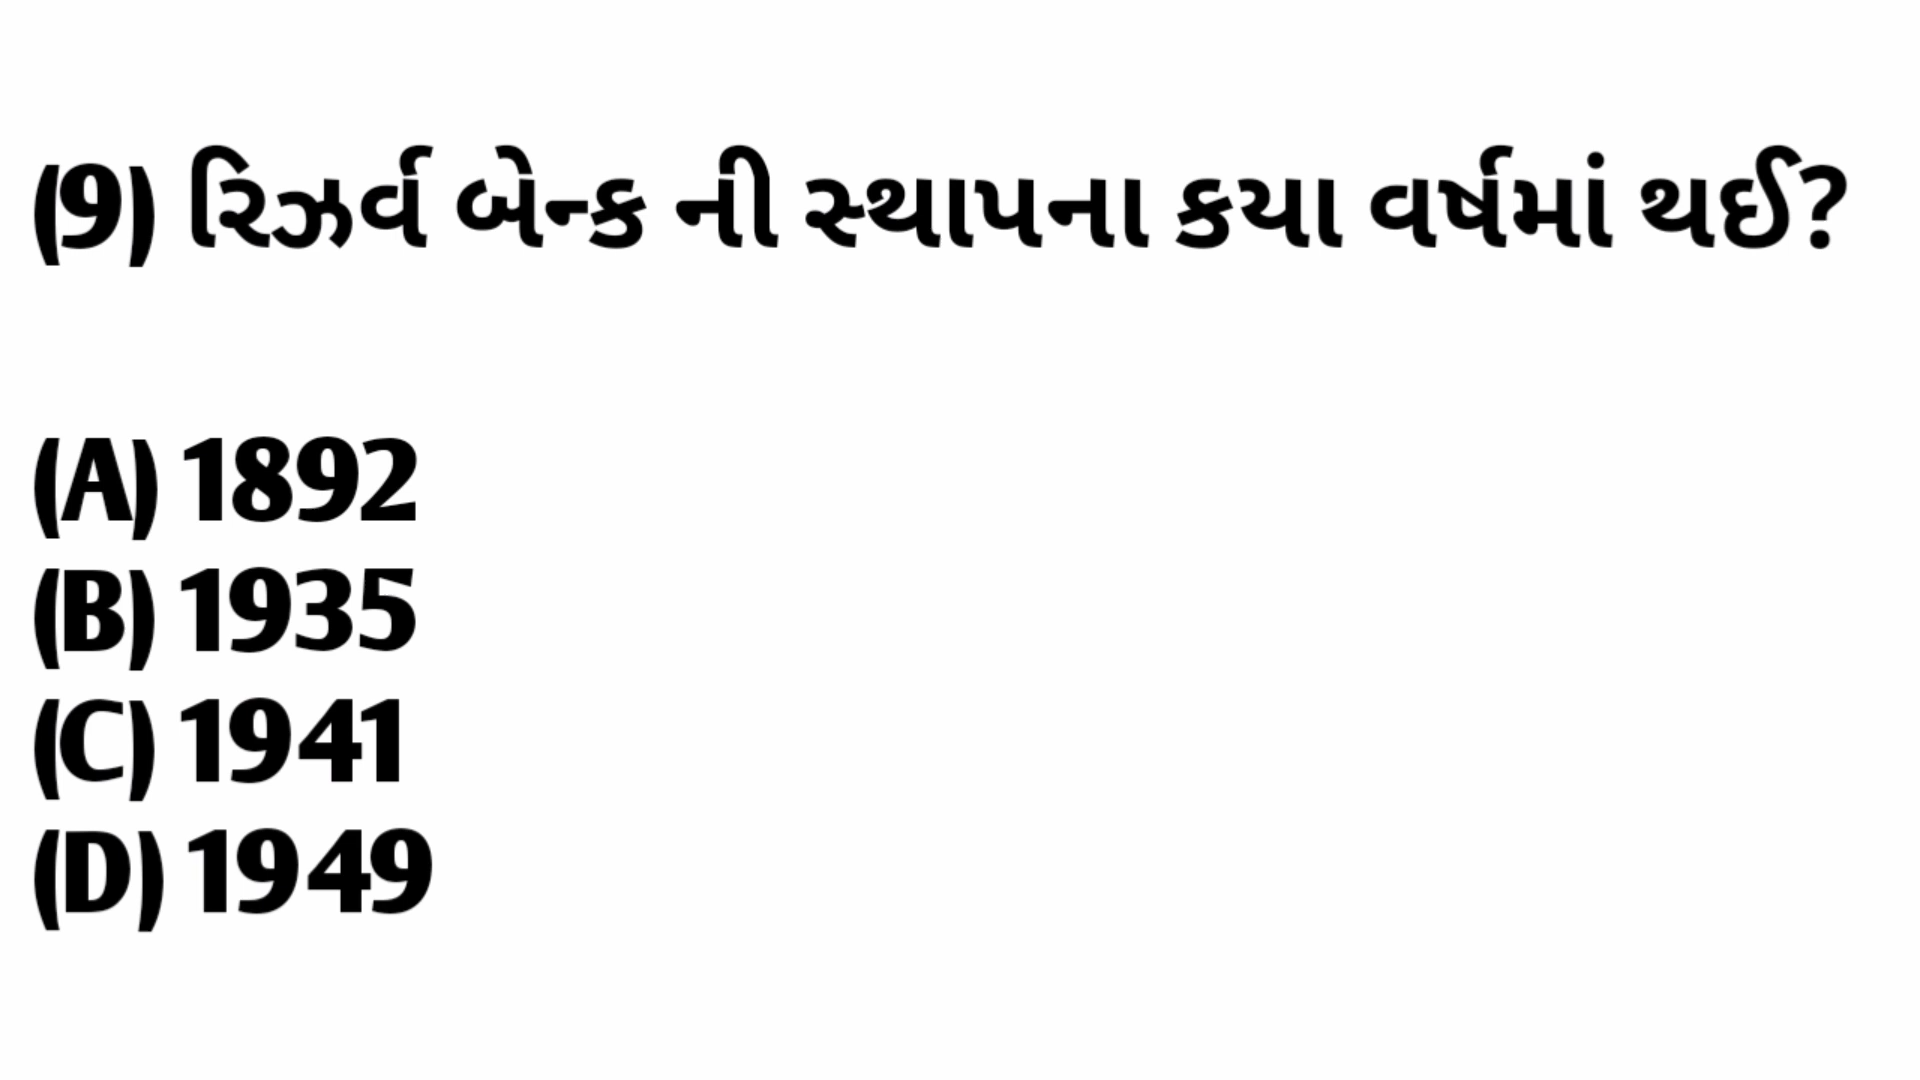 (9) રિઝર્વ બેન્ક ની સ્થાપના કયા વર્ષમાં થઈ?
(A) 1892
(B) 1935
(C) 1941
(D) 1949